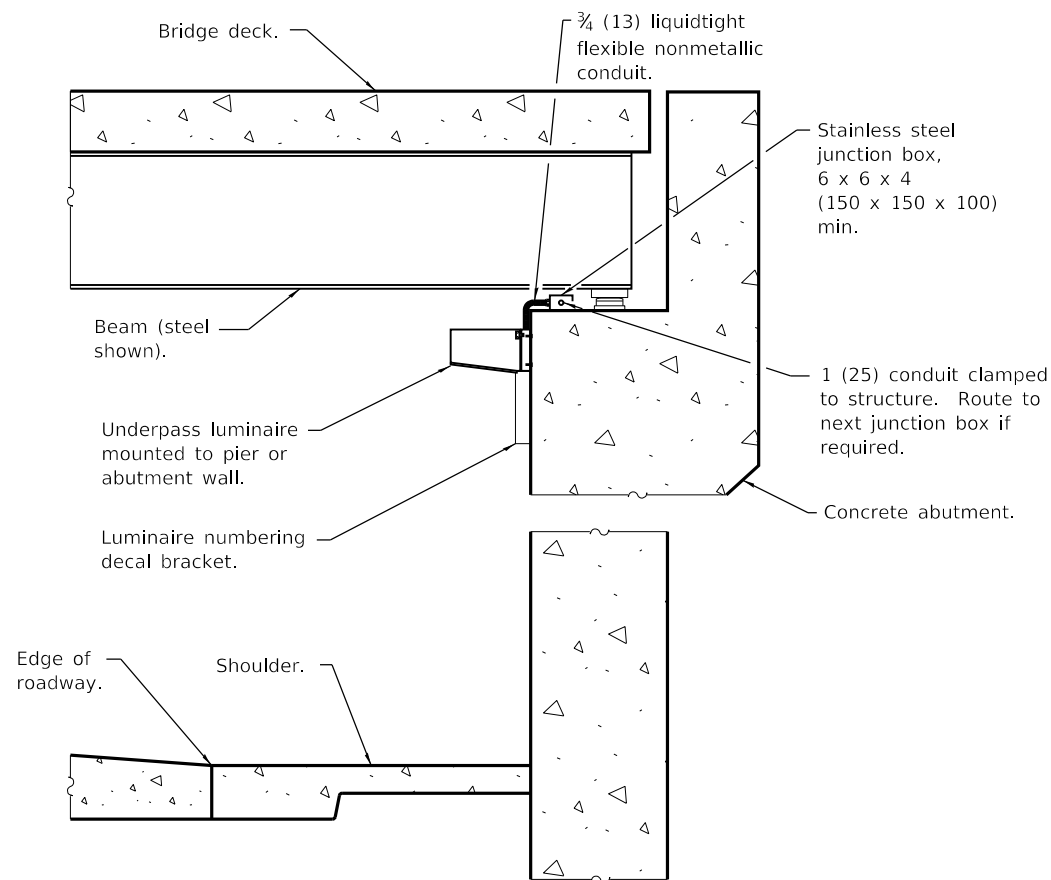 Bridge deck.
¾ (13) liquidtight
flexible nonmetallic
conduit.
Stainless steel
junction box,
6 x 6 x 4
(150 x 150 x 100)
min.
Beam (steel
shown).
1 (25) conduit clamped
to structure. Route to
next junction box if
required.
Underpass luminaire
mounted to pier or
abutment wall.
Concrete abutment.
Luminaire numbering
decal bracket.
Edge of
roadway.
Shoulder.